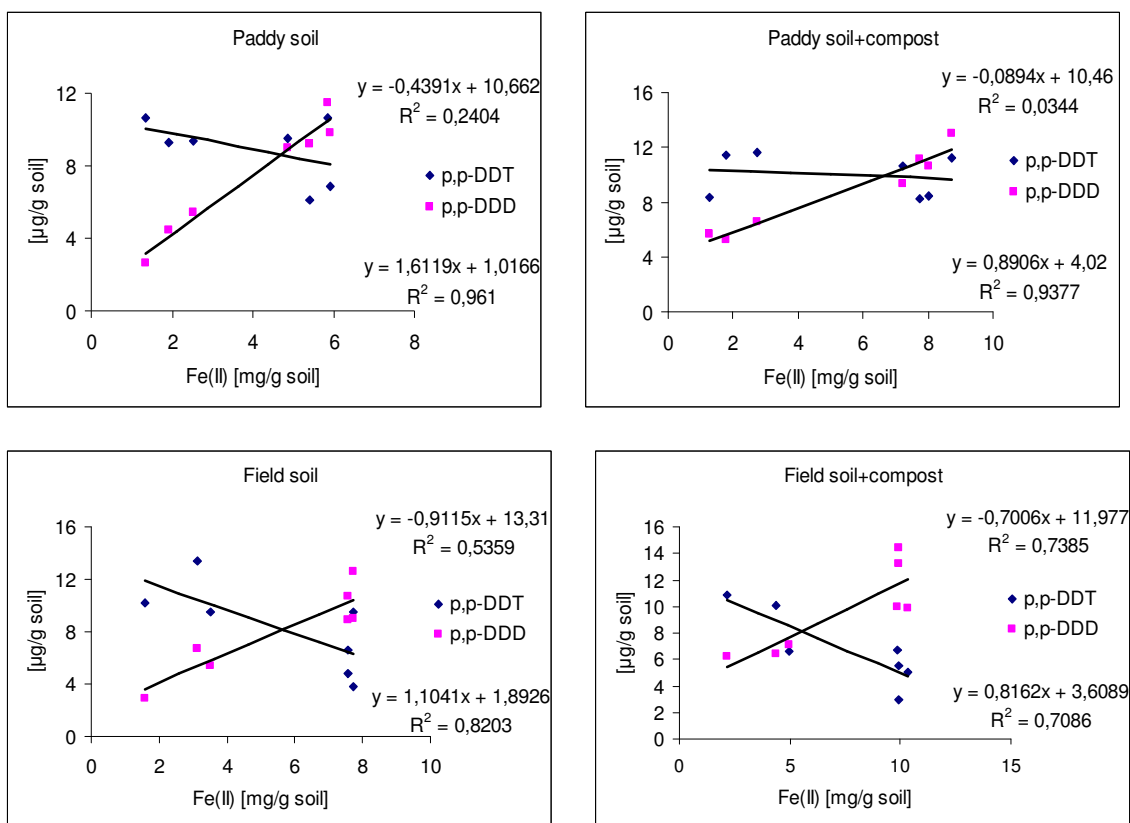 Paddy soil
y = -0,4391x + 10,662
R² = 0,2404
12
8
4
0
[µg/g soil]
p,p-DDT
p,p-DDD
y = 1,6119x + 1,0166
R² = 0,961
0 2 4 6 8
Fe(II) [mg/g soil]
Paddy soil+compost
y = -0,0894x + 10,46
R² = 0,0344
16
12
8
4
0
[µg/g soil]
p,p-DDT
p,p-DDD
y = 0,8906x + 4,02
R² = 0,9377
0 2 4 6 8 10
Fe(II) [mg/g soil]
Field soil
y = -0,9115x + 13,31
R² = 0,5359
16
12
8
4
0
[µg/g soil]
p,p-DDT
p,p-DDD
y = 1,1041x + 1,8926
R² = 0,8203
0 2 4 6 8 10
Fe(II) [mg/g soil]
Field soil+compost
y = -0,7006x + 11,977
R² = 0,7385
16
14
12
10
8
6
4
2
0
[µg/g soil]
p,p-DDT
p,p-DDD
y = 0,8162x + 3,6089
R² = 0,7086
0 5 10 15
Fe(II) [mg/g soil]